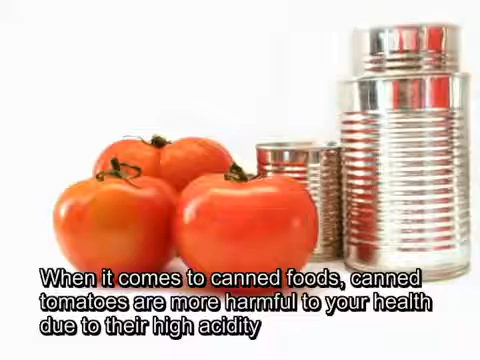 When it comes to canned foods, canned
tomatoes are more harmful to your health
due to their high acidity